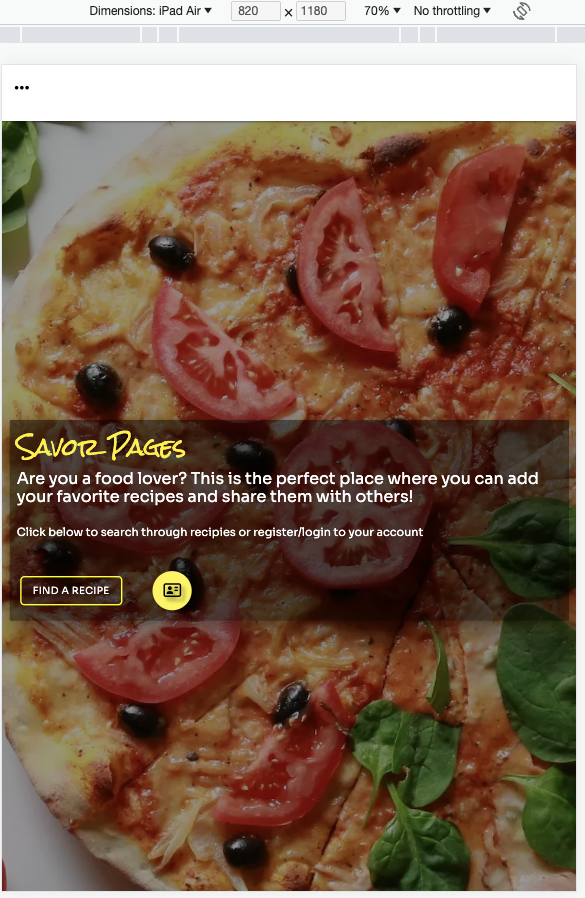 Dimensions: iPad Air ▼ 820 × 1180 70% ▼ No throttling ▼
•••
Savor Pages
Are you a food lover? This is the perfect place where you can add
your favorite recipes and share them with others!
Click below to search through recipies or register/login to your account
FIND A RECIPE